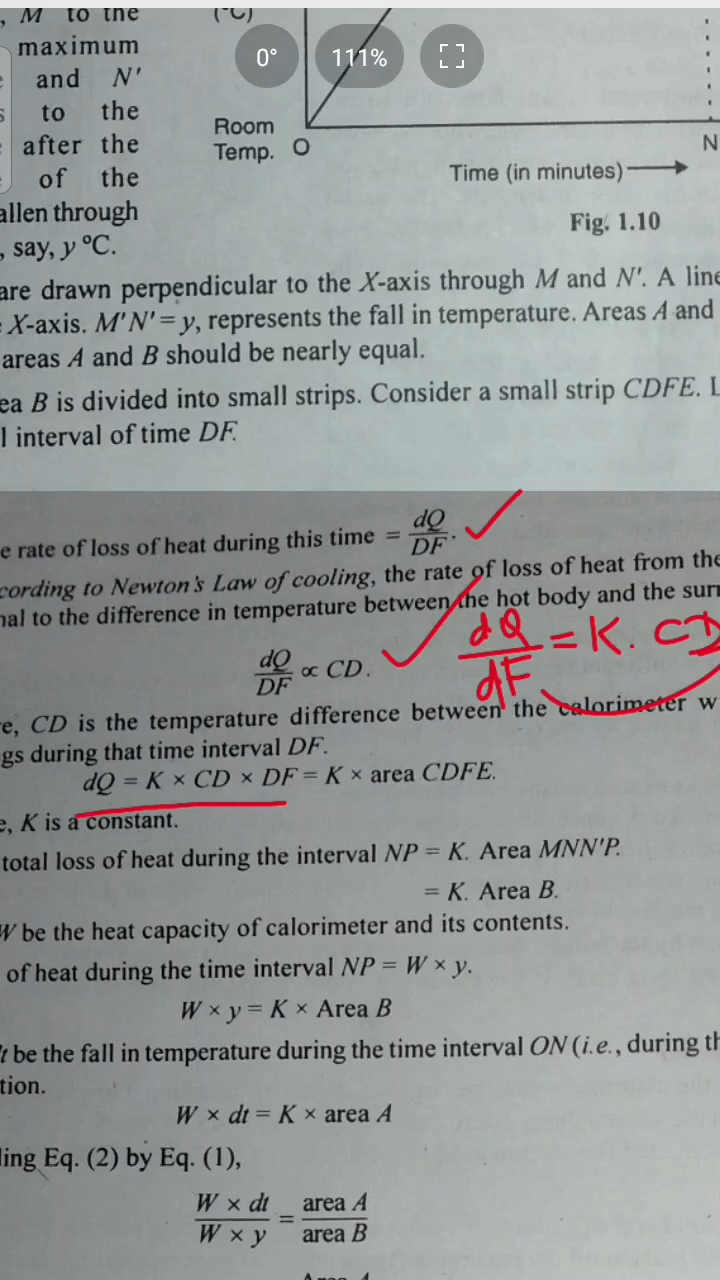 , M to the
maximum
and N'
to the
after the
of the
allen through
, say, y °C.
(°C)
0°
111%
Room
Temp.
O
N
Time (in minutes)
Fig. 1.10
are drawn perpendicular to the X-axis through M and N'. A line
X-axis. M'N' = y, represents the fall in temperature. Areas A and
areas A and B should be nearly equal.
ea B is divided into small strips. Consider a small strip CDFE. L
l interval of time DF.
e rate of loss of heat during this time = dQ/DF.
cording to Newton's Law of cooling, the rate of loss of heat from the
nal to the difference in temperature between the hot body and the surr
dQ/DF ∝ CD.
dQ/dF = K. CD
e, CD is the temperature difference between the calorimeter w
gs during that time interval DF.
dQ = K × CD × DF = K × area CDFE.
e, K is a constant.
total loss of heat during the interval NP = K. Area MNN'P.
= K. Area B.
W be the heat capacity of calorimeter and its contents.
of heat during the time interval NP = W × y.
W × y = K × Area B
t be the fall in temperature during the time interval ON (i.e., during th
tion.
W × dt = K × area A
ling Eq. (2) by Eq. (1),
W × dt / W × y = area A / area B